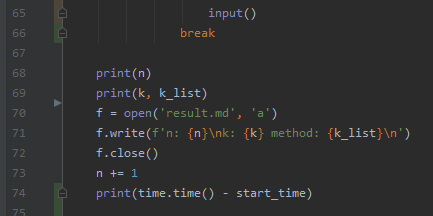 65 input()
66 break
67
68 print(n)
69 print(k, k_list)
70 f = open('result.md', 'a')
71 f.write(f'n: {n}\nk: {k} method: {k_list}\n')
72 f.close()
73 n += 1
74 print(time.time() - start_time)
75